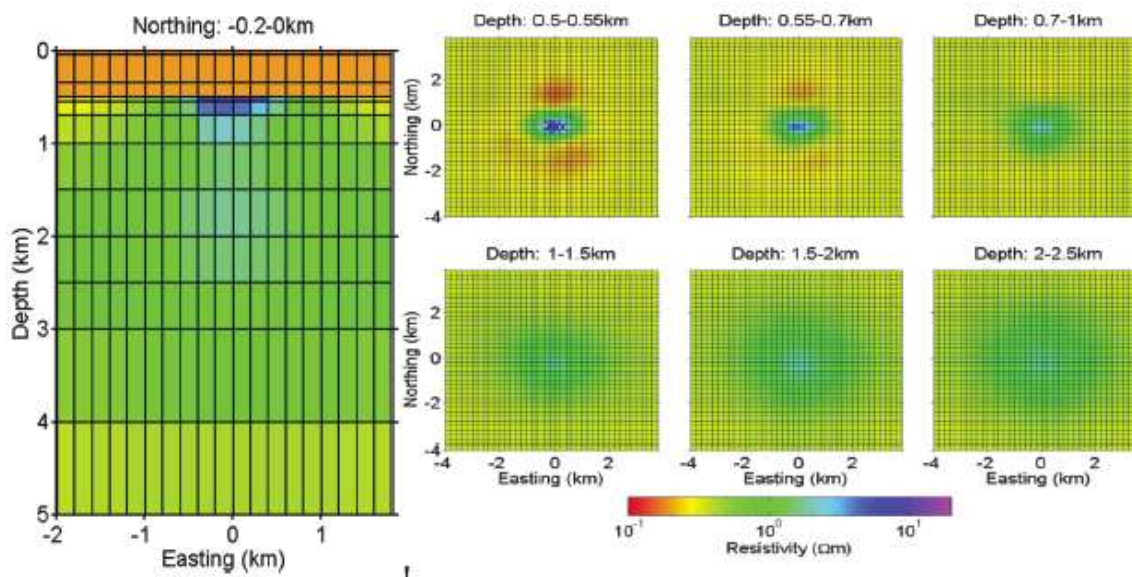 Northing: -0.2-0km
0
1
2
3
4
5
Depth (km)
-2 -1 0 1
Easting (km)
Depth: 0.5-0.55km
Depth: 0.55-0.7km
Depth: 0.7-1km
Northing (km)
2
0
-2
-4
Depth: 1-1.5km
Depth: 1.5-2km
Depth: 2-2.5km
Northing (km)
2
0
-2
-4
-4 -2 0 2
-4 -2 0 2
-4 -2 0 2
Easting (km)
Easting (km)
Easting (km)
10⁻¹ 10⁰ 10¹
Resistivity (Ωm)